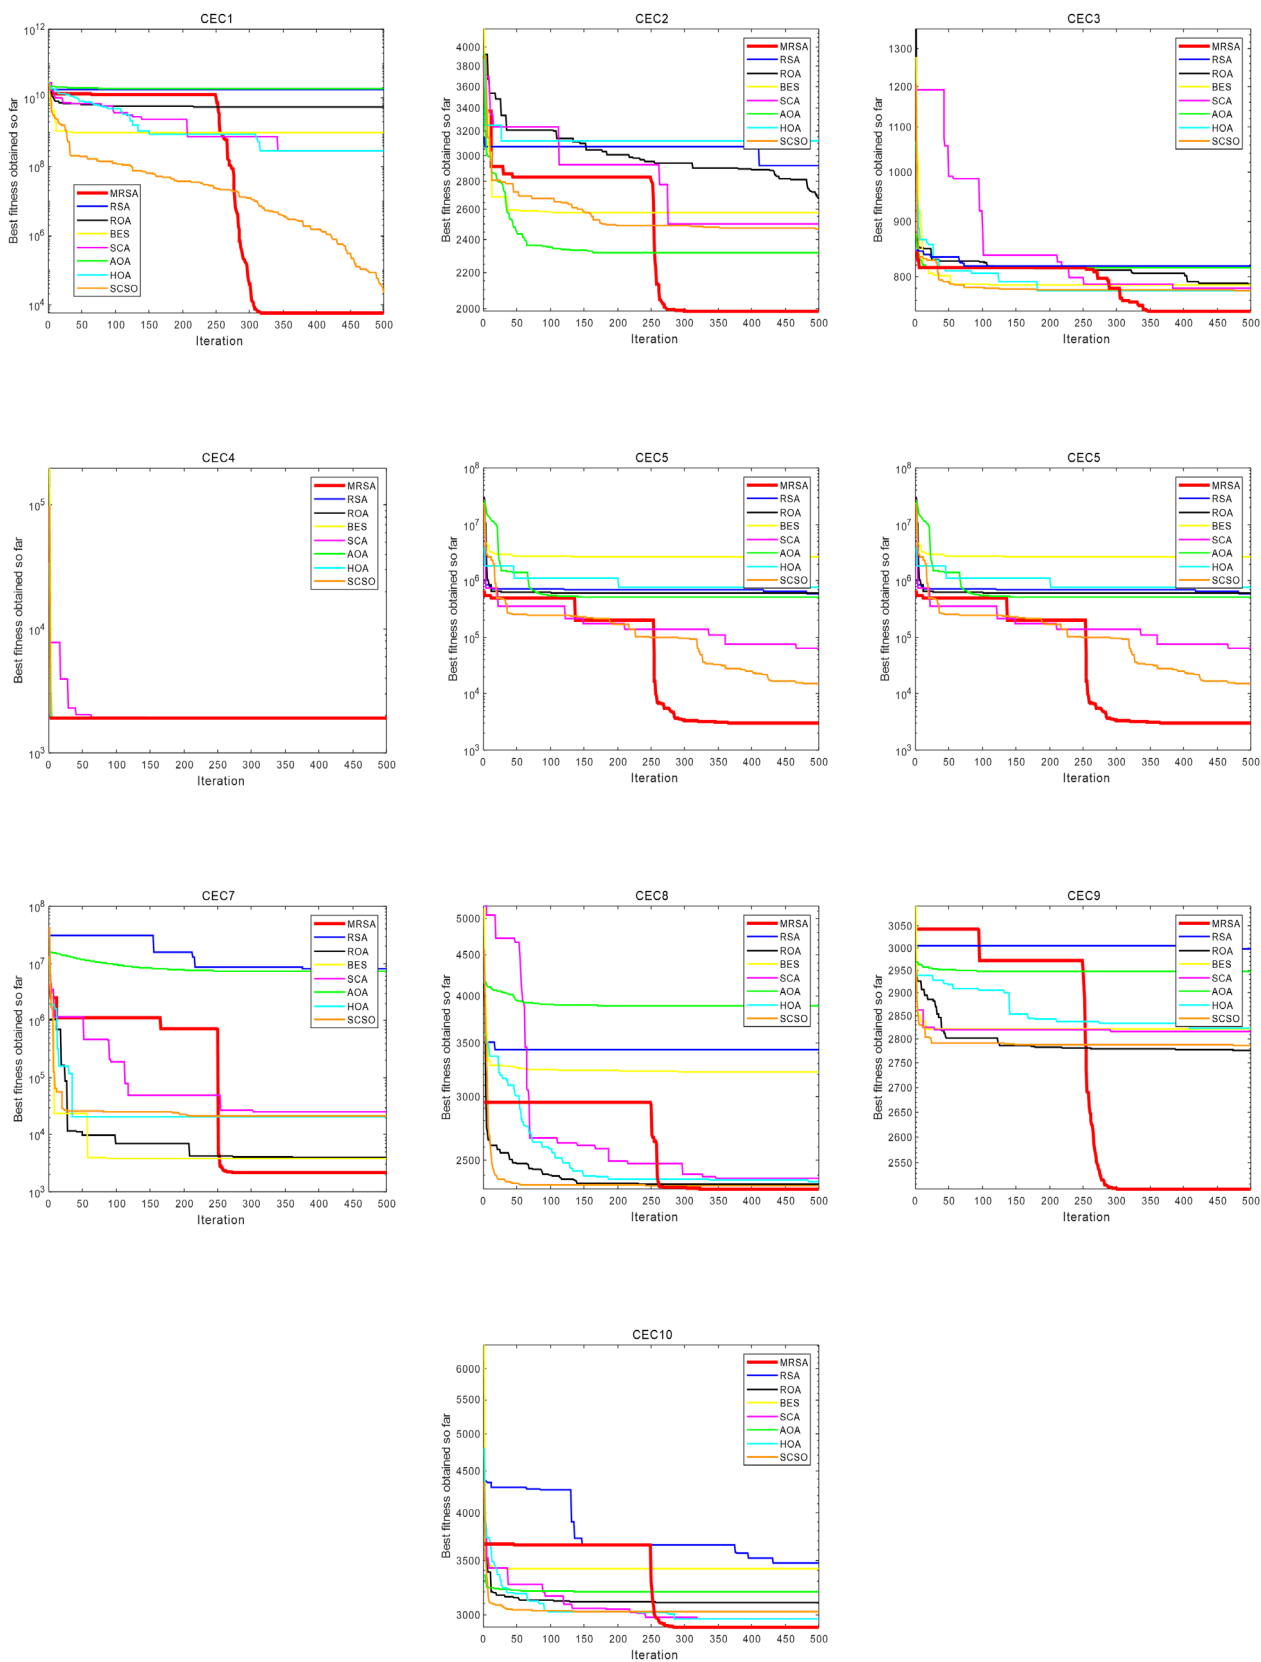 CEC1
Best fitness obtained so far
10^12
10^10
10^8
10^6
10^4
MRSA
RSA
ROA
BES
SCA
AOA
HOA
SCSO
0 50 100 150 200 250 300 350 400 450 500
Iteration
CEC2
Best fitness obtained so far
4000
3800
3600
3400
3200
3000
2800
2600
2400
2200
2000
MRSA
RSA
ROA
BES
SCA
AOA
HOA
SCSO
0 50 100 150 200 250 300 350 400 450 500
Iteration
CEC3
Best fitness obtained so far
1300
1200
1100
1000
900
800
MRSA
RSA
ROA
BES
SCA
AOA
HOA
SCSO
0 50 100 150 200 250 300 350 400 450 500
Iteration
CEC4
Best fitness obtained so far
10^5
10^4
10^3
MRSA
RSA
ROA
BES
SCA
AOA
HOA
SCSO
0 50 100 150 200 250 300 350 400 450 500
Iteration
CEC5
Best fitness obtained so far
10^8
10^7
10^6
10^5
10^4
10^3
MRSA
RSA
ROA
BES
SCA
AOA
HOA
SCSO
0 50 100 150 200 250 300 350 400 450 500
Iteration
CEC5
Best fitness obtained so far
10^8
10^7
10^6
10^5
10^4
10^3
MRSA
RSA
ROA
BES
SCA
AOA
HOA
SCSO
0 50 100 150 200 250 300 350 400 450 500
Iteration
CEC7
Best fitness obtained so far
10^8
10^7
10^6
10^5
10^4
10^3
MRSA
RSA
ROA
BES
SCA
AOA
HOA
SCSO
0 50 100 150 200 250 300 350 400 450 500
Iteration
CEC8
Best fitness obtained so far
5000
4500
4000
3500
3000
2500
MRSA
RSA
ROA
BES
SCA
AOA
HOA
SCSO
0 50 100 150 200 250 300 350 400 450 500
Iteration
CEC9
Best fitness obtained so far
3050
3000
2950
2900
2850
2800
2750
2700
2650
2600
2550
MRSA
RSA
ROA
BES
SCA
AOA
HOA
SCSO
0 50 100 150 200 250 300 350 400 450 500
Iteration
CEC10
Best fitness obtained so far
6000
5500
5000
4500
4000
3500
3000
MRSA
RSA
ROA
BES
SCA
AOA
HOA
SCSO
0 50 100 150 200 250 300 350 400 450 500
Iteration